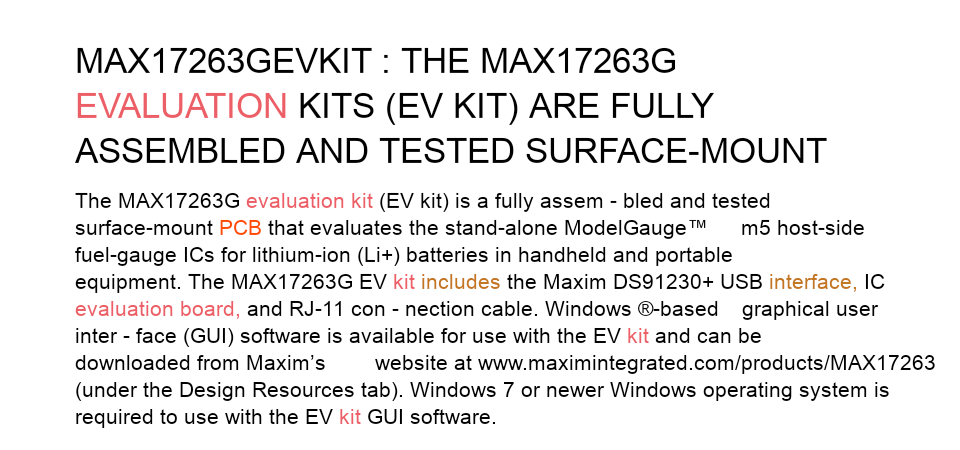 MAX17263GEVKIT : THE MAX17263G
EVALUATION KITS (EV KIT) ARE FULLY
ASSEMBLED AND TESTED SURFACE-MOUNT
The MAX17263G evaluation kit (EV kit) is a fully assem - bled and tested
surface-mount PCB that evaluates the stand-alone ModelGauge™ m5 host-side
fuel-gauge ICs for lithium-ion (Li+) batteries in handheld and portable
equipment. The MAX17263G EV kit includes the Maxim DS91230+ USB interface, IC
evaluation board, and RJ-11 con - nection cable. Windows ®-based graphical user
inter - face (GUI) software is available for use with the EV kit and can be
downloaded from Maxim’s website at www.maximintegrated.com/products/MAX17263
(under the Design Resources tab). Windows 7 or newer Windows operating system is
required to use with the EV kit GUI software.